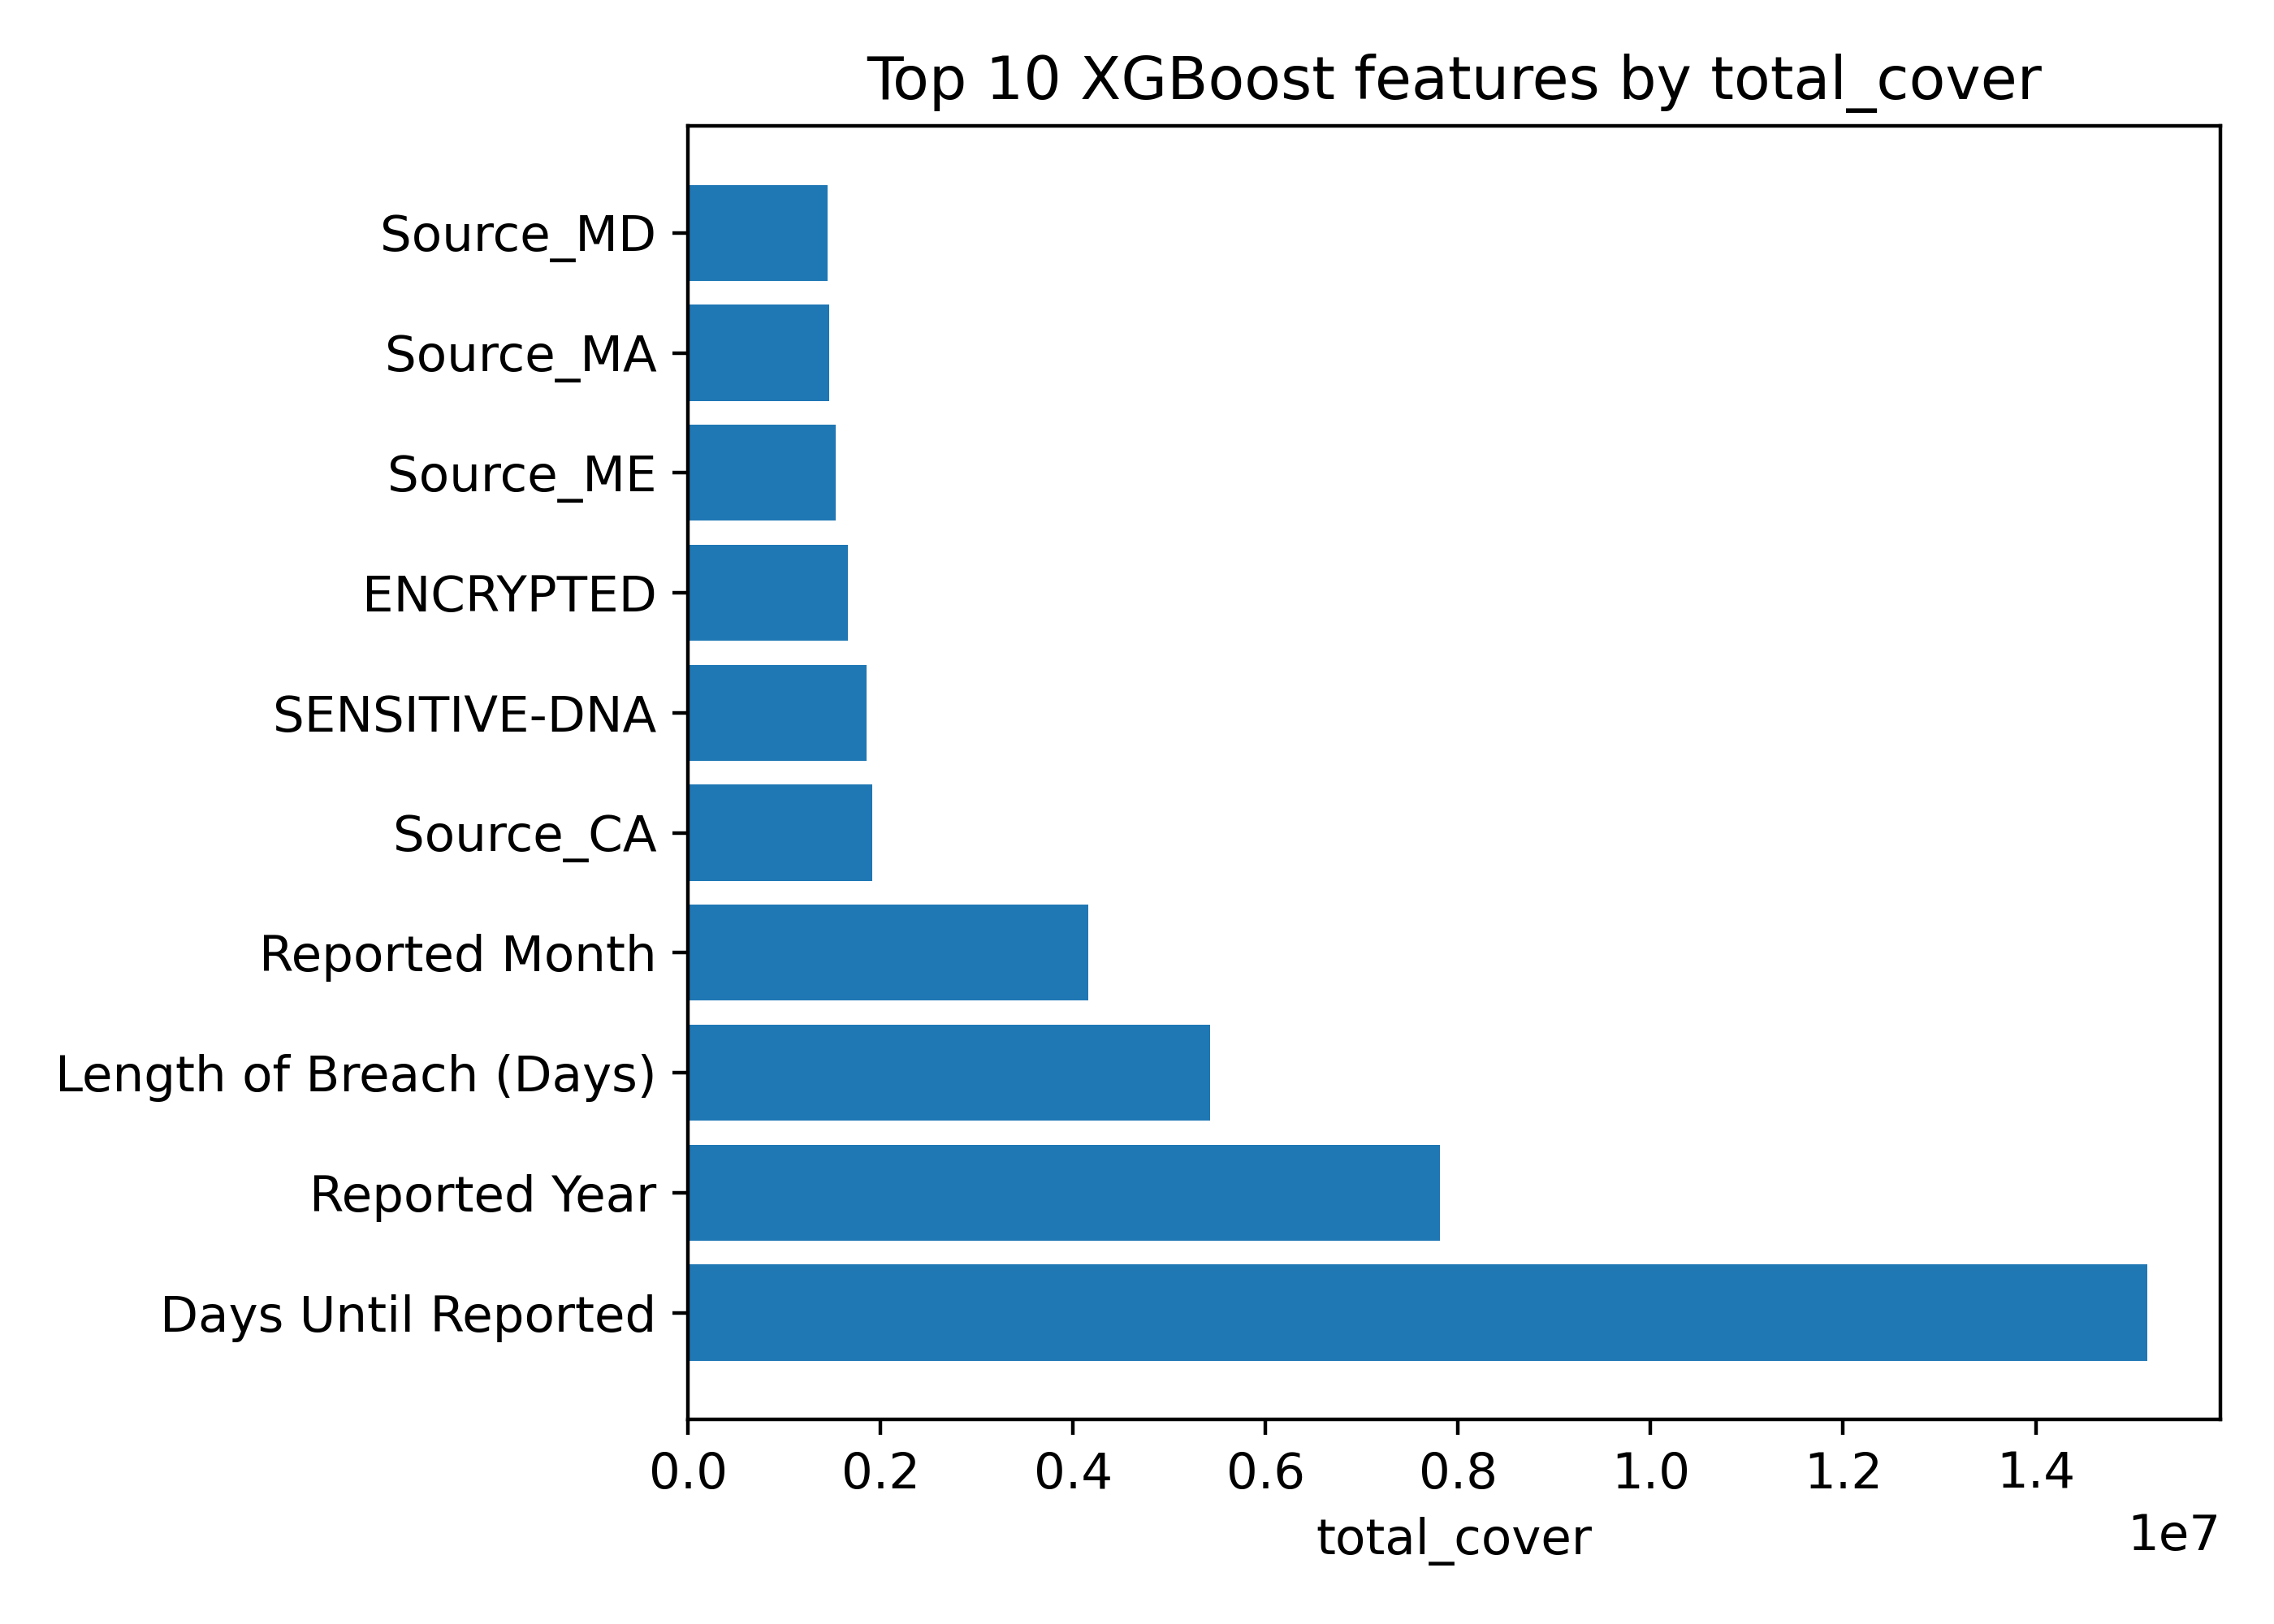 Top 10 XGBoost features by total_cover
Source_MD
Source_MA
Source_ME
ENCRYPTED
SENSITIVE-DNA
Source_CA
Reported Month
Length of Breach (Days)
Reported Year
Days Until Reported
0.0 0.2 0.4 0.6 0.8 1.0 1.2 1.4
total_cover
1e7